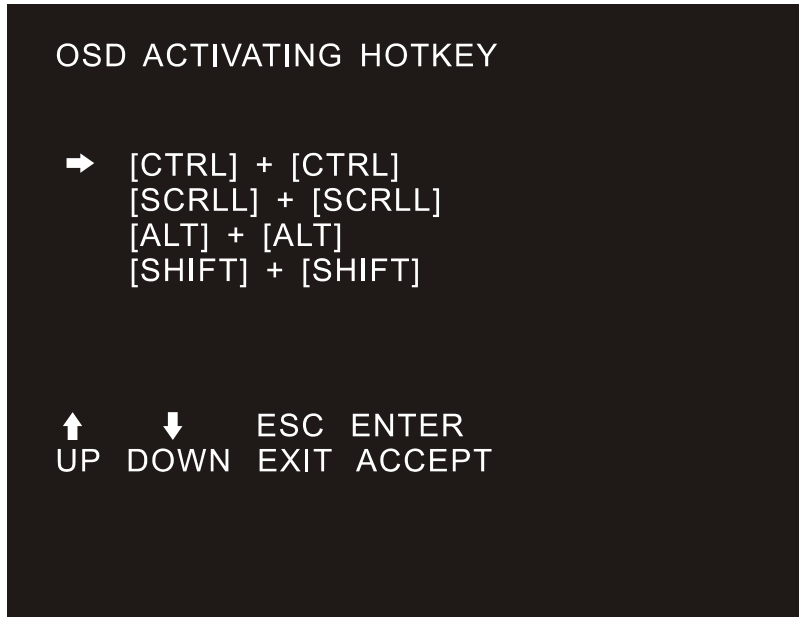 OSD ACTIVATING HOTKEY
[CTRL] + [CTRL]
[SCRLL] + [SCRLL]
[ALT] + [ALT]
[SHIFT] + [SHIFT]
ESC ENTER
UP DOWN EXIT ACCEPT